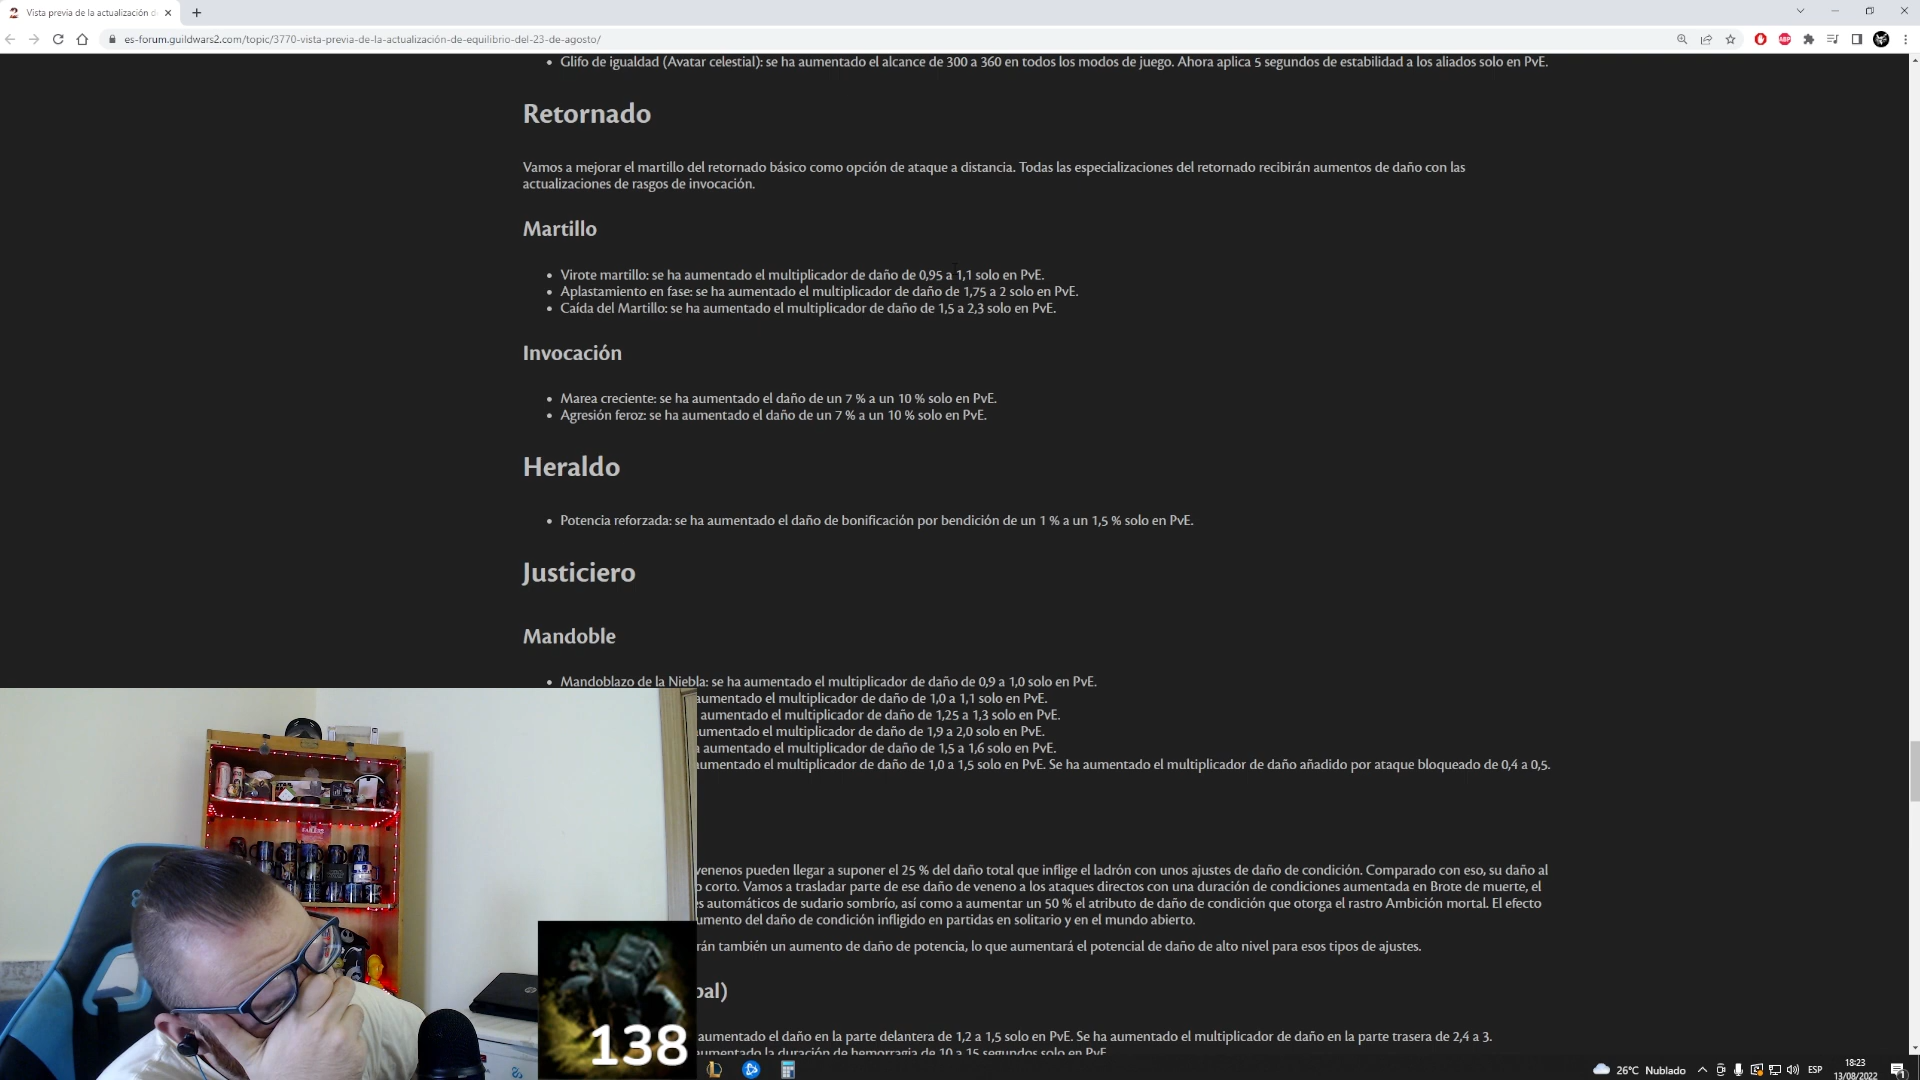 Vista previa de la actualización d
es-forum.guildwars2.com/topic/3770-vista-previa-de-la-actualización-de-equilibrio-del-23-de-agosto/
ABP
• Glifo de igualdad (Avatar celestial): se ha aumentado el alcance de 300 a 360 en todos los modos de juego. Ahora aplica 5 segundos de estabilidad a los aliados solo en PvE.
Retornado
Vamos a mejorar el martillo del retornado básico como opción de ataque a distancia. Todas las especializaciones del retornado recibirán aumentos de daño con las
actualizaciones de rasgos de invocación.
Martillo
• Virote martillo: se ha aumentado el multiplicador de daño de 0,95 a 1,1 solo en PvE.
• Aplastamiento en fase: se ha aumentado el multiplicador de daño de 1,75 a 2 solo en PvE.
• Caída del Martillo: se ha aumentado el multiplicador de daño de 1,5 a 2,3 solo en PvE.
Invocación
• Marea creciente: se ha aumentado el daño de un 7 % a un 10 % solo en PvE.
• Agresión feroz: se ha aumentado el daño de un 7 % a un 10 % solo en PvE.
Heraldo
• Potencia reforzada: se ha aumentado el daño de bonificación por bendición de un 1 % a un 1,5 % solo en PvE.
Justiciero
Mandoble
• Mandoblazo de la Niebla: se ha aumentado el multiplicador de daño de 0,9 a 1,0 solo en PvE.
aumentado el multiplicador de daño de 1,0 a 1,1 solo en PvE.
aumentado el multiplicador de daño de 1,25 a 1,3 solo en PvE.
aumentado el multiplicador de daño de 1,9 a 2,0 solo en PvE.
a aumentado el multiplicador de daño de 1,5 a 1,6 solo en PvE.
aumentado el multiplicador de daño de 1,0 a 1,5 solo en PvE. Se ha aumentado el multiplicador de daño añadido por ataque bloqueado de 0,4 a 0,5.
venenos pueden llegar a suponer el 25 % del daño total que inflige el ladrón con unos ajustes de daño de condición. Comparado con eso, su daño al
o corto. Vamos a trasladar parte de ese daño de veneno a los ataques directos con una duración de condiciones aumentada en Brote de muerte, el
es automáticos de sudario sombrío, así como a aumentar un 50 % el atributo de daño de condición que otorga el rastro Ambición mortal. El efecto
umento del daño de condición infligido en partidas en solitario y en el mundo abierto.
rán también un aumento de daño de potencia, lo que aumentará el potencial de daño de alto nivel para esos tipos de ajustes.
pal)
aumentado el daño en la parte delantera de 1,2 a 1,5 solo en PvE. Se ha aumentado el multiplicador de daño en la parte trasera de 2,4 a 3.
aumentado la duración de hemorragia de 10 a 15 segundos solo en PvE.
138
26°C Nublado
ESP
18:23
13/08/2022
1